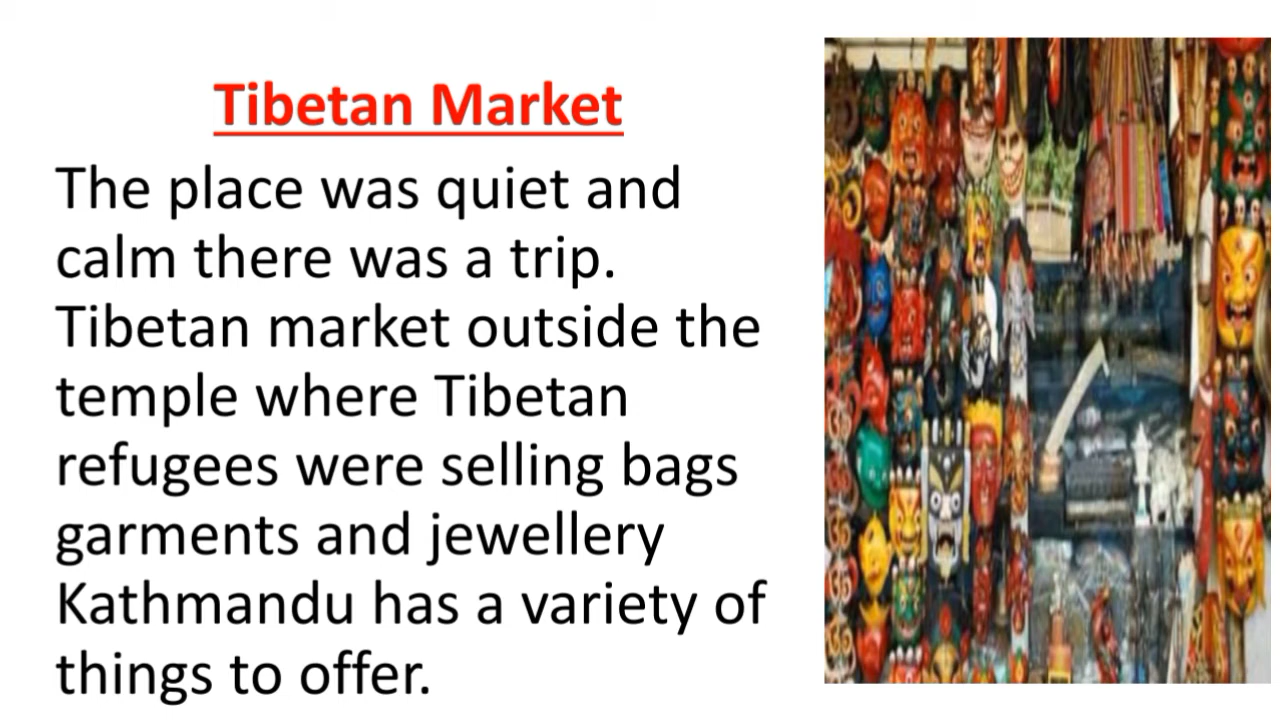 Tibetan Market
The place was quiet and
calm there was a trip.
Tibetan market outside the
temple where Tibetan
refugees were selling bags
garments and jewellery
Kathmandu has a variety of
things to offer.